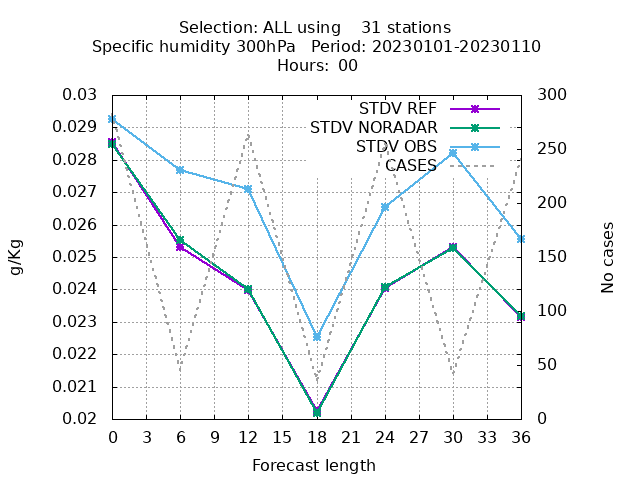 Selection: ALL using    31 stations
Specific humidity 300hPa   Period: 20230101-20230110
Hours: 00
STDV REF
STDV NORADAR
STDV OBS
CASES
0.03
0.029
0.028
0.027
0.026
0.025
0.024
0.023
0.022
0.021
0.02
g/Kg
300
250
200
150
100
50
0
No cases
0 3 6 9 12 15 18 21 24 27 30 33 36
Forecast length